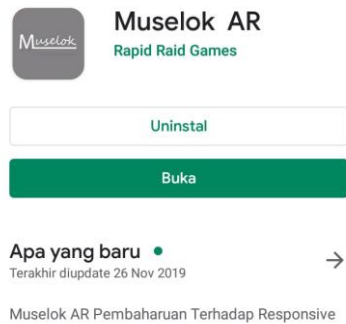 Muselok
Muselok AR
Rapid Raid Games
Uninstal
Buka
Apa yang baru
Terakhir diupdate 26 Nov 2019
Muselok AR Pembaharuan Terhadap Responsive